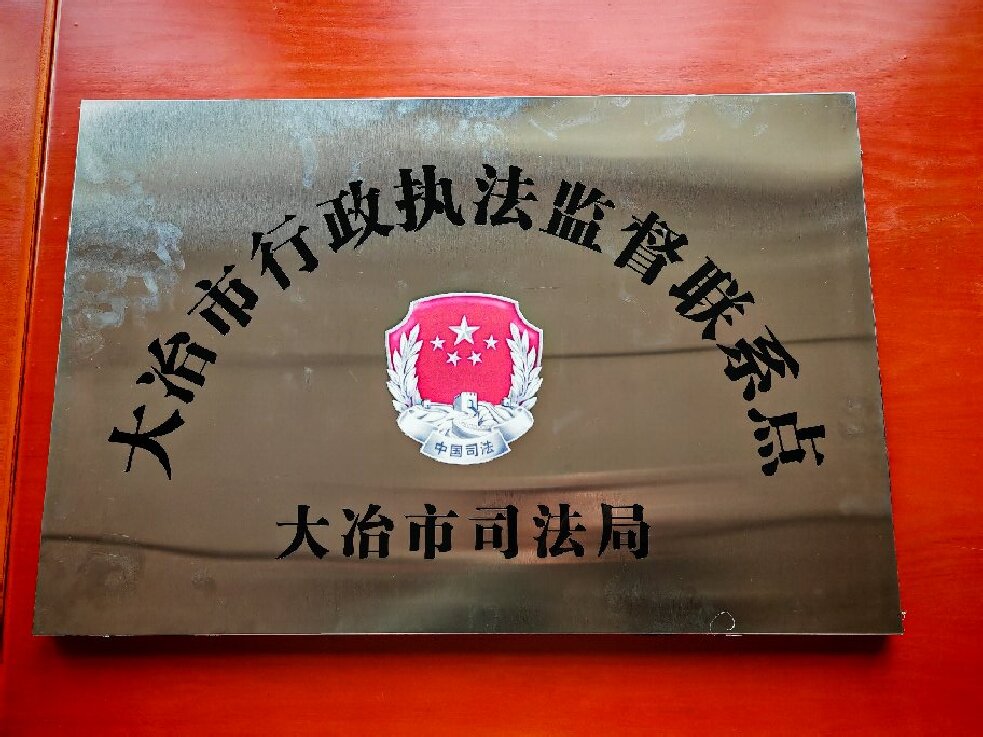 大冶市行政执法监督联系点
中国司法
大冶市司法局